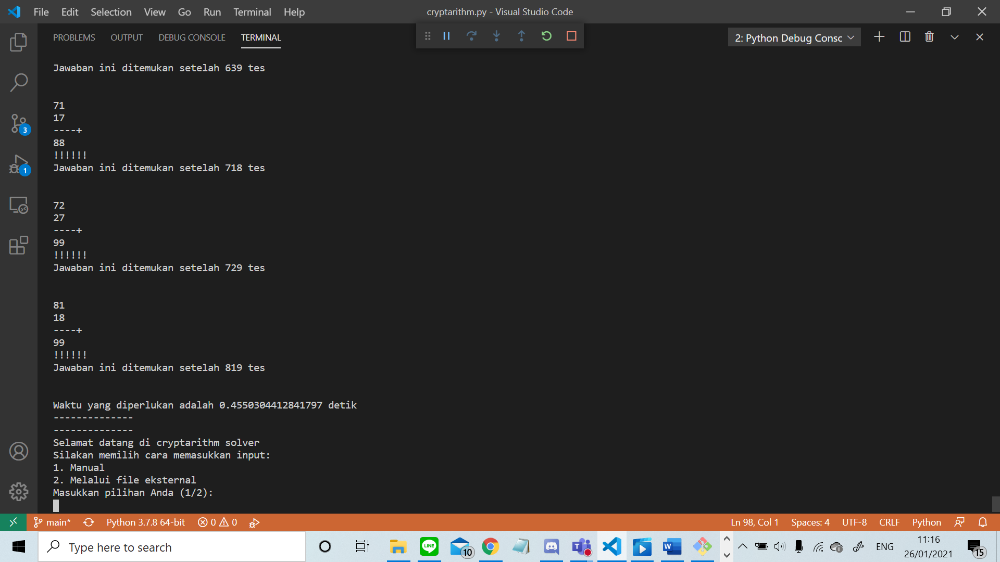 File Edit Selection View Go Run Terminal Help
cryptarithm.py - Visual Studio Code
PROBLEMS OUTPUT DEBUG CONSOLE TERMINAL
2: Python Debug Consc
Jawaban ini ditemukan setelah 639 tes
71
17
----+
88
!!!!!!
Jawaban ini ditemukan setelah 718 tes
72
27
----+
99
!!!!!!
Jawaban ini ditemukan setelah 729 tes
81
18
----+
99
!!!!!!
Jawaban ini ditemukan setelah 819 tes
Waktu yang diperlukan adalah 0.4550304412841797 detik
--------------
--------------
Selamat datang di cryptarithm solver
Silakan memilih cara memasukkan input:
1. Manual
2. Melalui file eksternal
Masukkan pilihan Anda (1/2):
3
1
main* Python 3.7.8 64-bit 0 0
Ln 98, Col 1 Spaces: 4 UTF-8 CRLF Python
Type here to search
LINE
10
T
W
ENG
11:16
26/01/2021
15